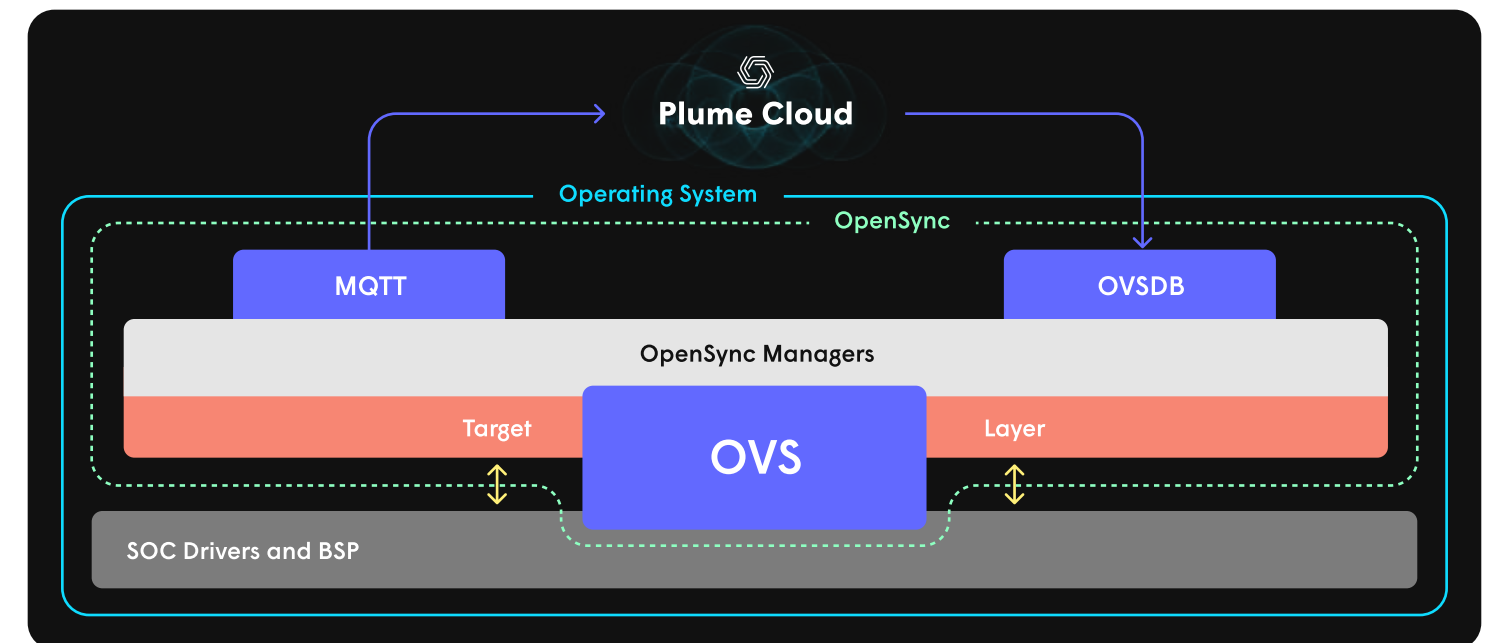 Plume Cloud
Operating System
OpenSync
MQTT
OVSDB
OpenSync Managers
Target
Layer
OVS
SOC Drivers and BSP